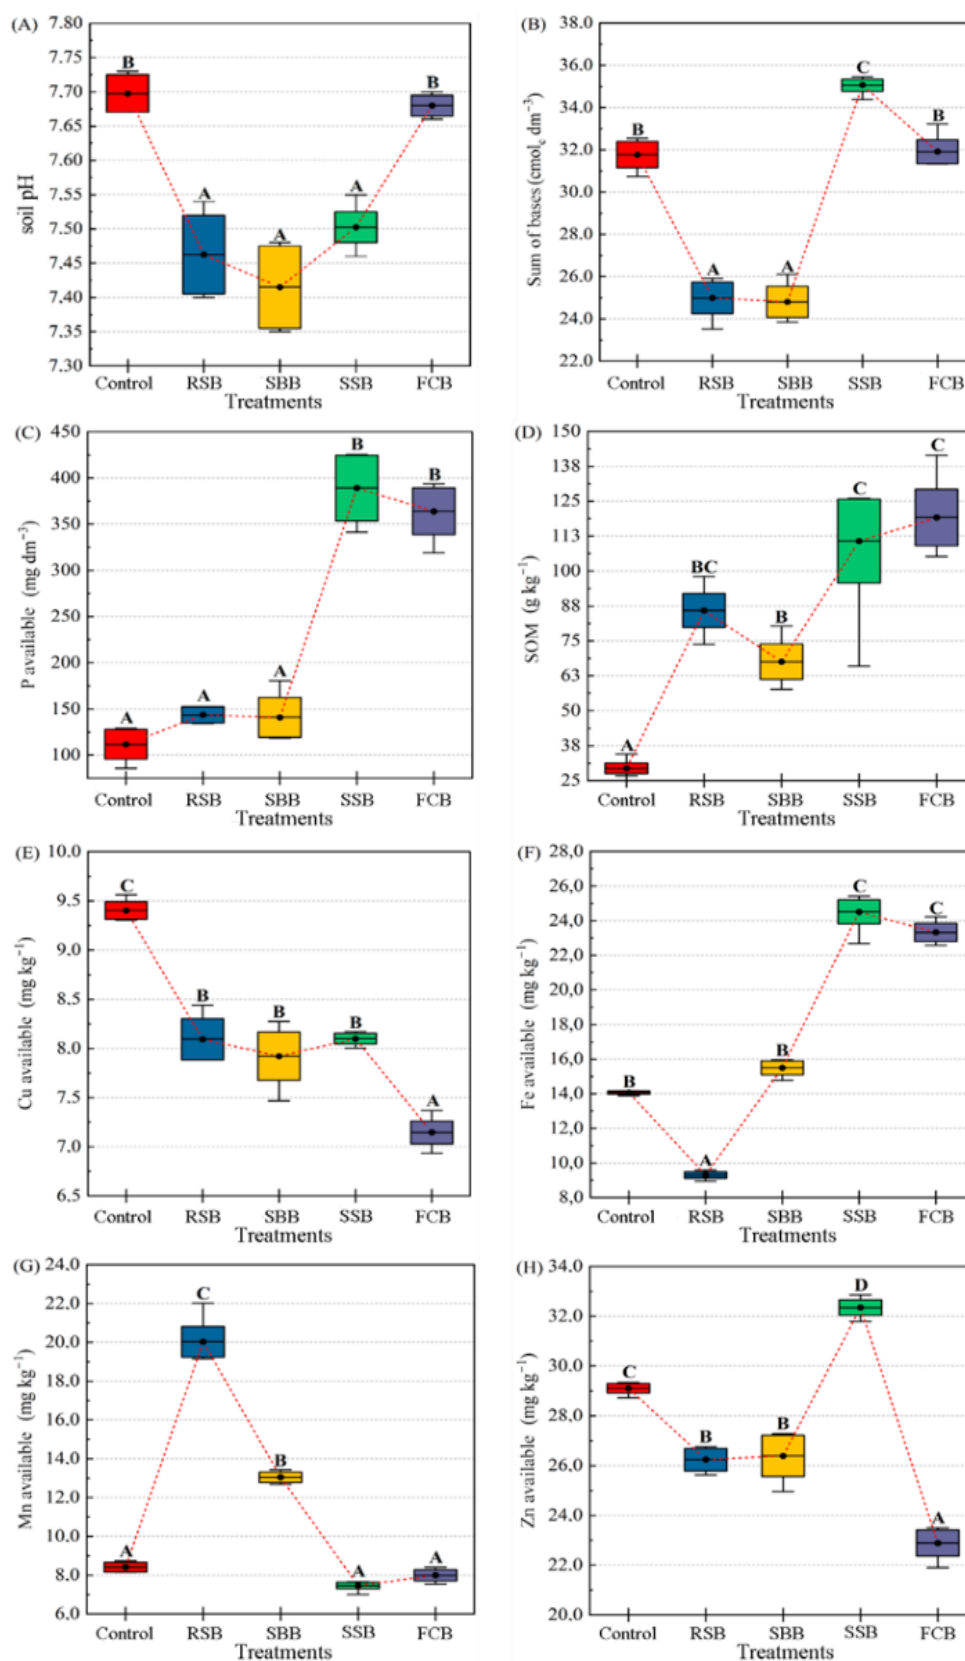 (A)
7.80
7.75
7.70
7.65
7.60
7.55
7.50
7.45
7.40
7.35
7.30
soil pH
B
A
A
A
B
Control RSB SBB SSB FCB
Treatments
(B)
36.0
35.0
32.0
30.0
28.0
26.0
24.0
22.0
Sum of bases (cmolc dm⁻³)
B
A
A
C
B
Control RSB SBB SSB FCB
Treatments
(C)
450
400
350
300
250
200
150
100
P available (mg dm⁻³)
A
A
A
B
B
Control RSB SBB SSB FCB
Treatments
(D)
150
138
125
113
100
88
75
63
50
38
25
SOM (g kg⁻¹)
A
BC
B
C
C
Control RSB SBB SSB FCB
Treatments
(E)
10.0
9.5
9.0
8.5
8.0
7.5
7.0
6.5
Cu available (mg kg⁻¹)
C
B
B
B
A
Control RSB SBB SSB FCB
Treatments
(F)
28,0
26,0
24,0
22,0
20,0
18,0
16,0
14,0
12,0
10,0
8,0
Fe available (mg kg⁻¹)
B
A
B
C
C
Control RSB SBB SSB FCB
Treatments
(G)
24.0
22.0
20.0
18.0
16.0
14.0
12.0
10.0
8.0
6.0
Mn available (mg kg⁻¹)
A
C
B
A
A
Control RSB SBB SSB FCB
Treatments
(H)
34.0
32.0
30.0
28.0
26.0
24.0
22.0
20.0
Zn available (mg kg⁻¹)
C
B
B
D
A
Control RSB SBB SSB FCB
Treatments